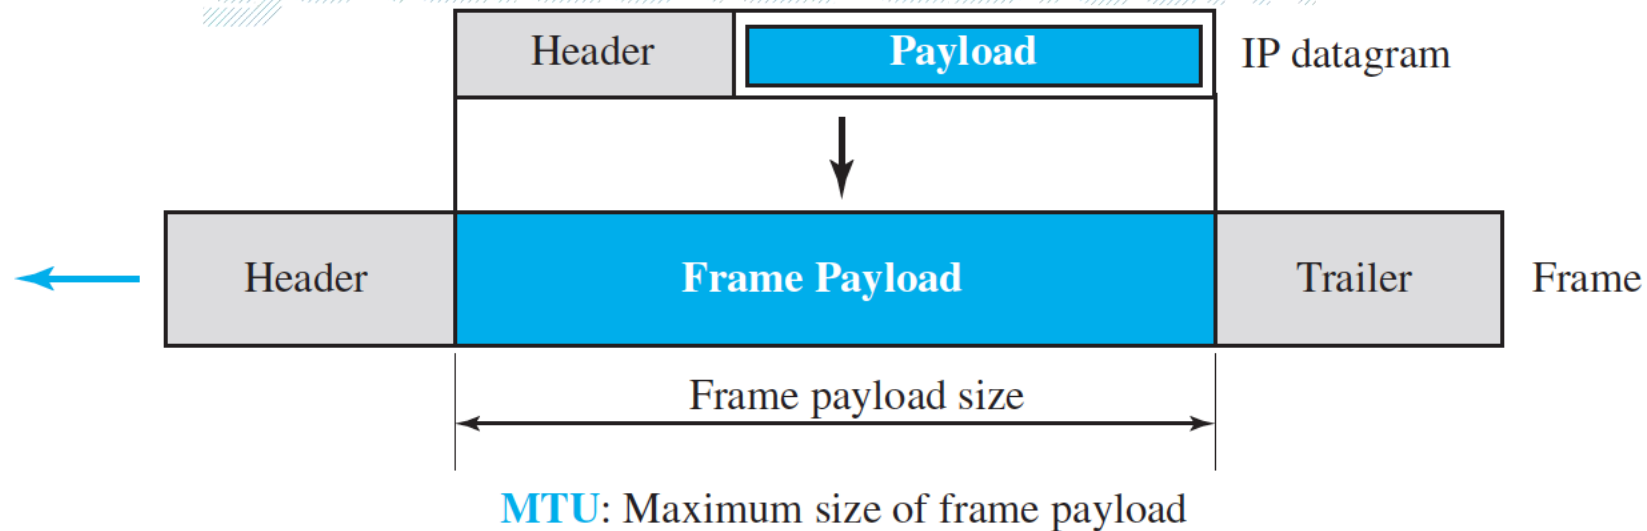 Header Payload IP datagram
Header Frame Payload Trailer Frame
Frame payload size
MTU: Maximum size of frame payload